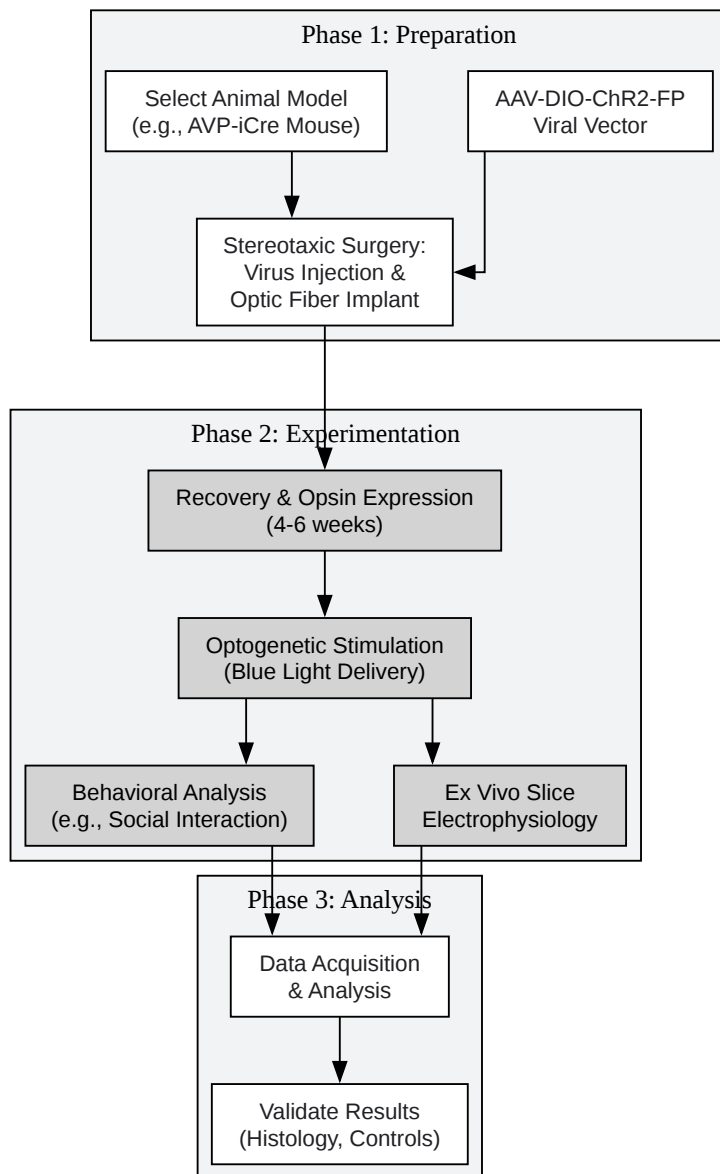 Phase 1: Preparation
Select Animal Model
(e.g., AVP-iCre Mouse)
AAV-DIO-ChR2-FP
Viral Vector
Stereotaxic Surgery:
Virus Injection &
Optic Fiber Implant
Phase 2: Experimentation
Recovery & Opsin Expression
(4-6 weeks)
Optogenetic Stimulation
(Blue Light Delivery)
Behavioral Analysis
(e.g., Social Interaction)
Ex Vivo Slice
Electrophysiology
Phase 3: Analysis
Data Acquisition
& Analysis
Validate Results
(Histology, Controls)